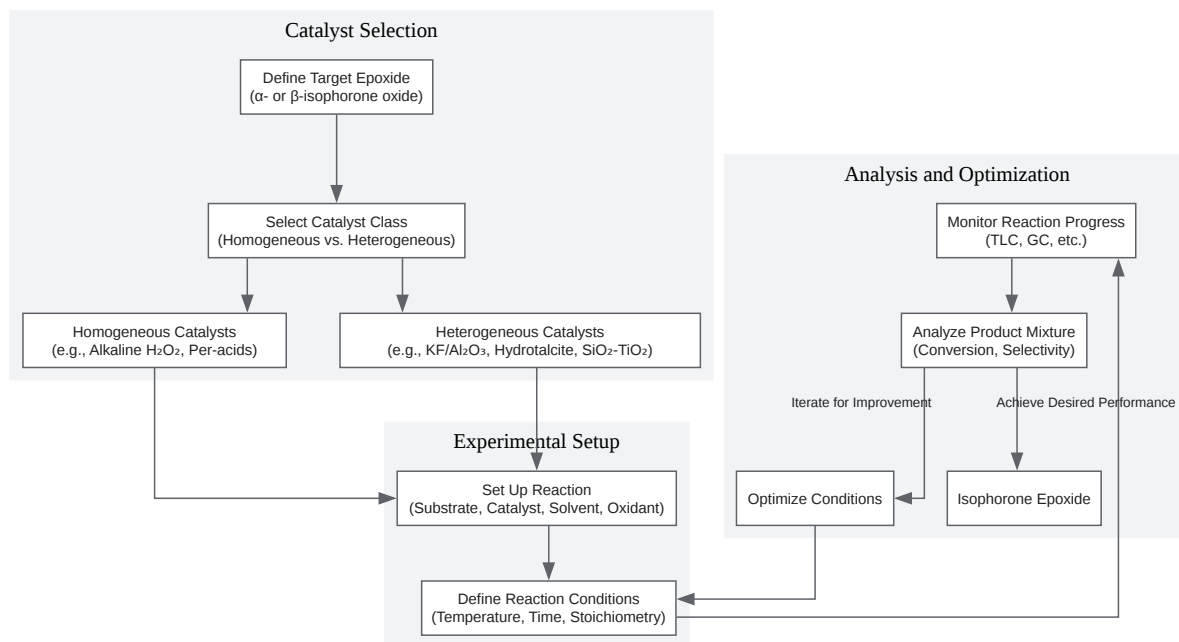 Catalyst Selection
Define Target Epoxide
(α- or β-isophorone oxide)
Select Catalyst Class
(Homogeneous vs. Heterogeneous)
Homogeneous Catalysts
(e.g., Alkaline H₂O₂, Per-acids)
Heterogeneous Catalysts
(e.g., KF/Al₂O₃, Hydrotalcite, SiO₂-TiO₂)
Experimental Setup
Set Up Reaction
(Substrate, Catalyst, Solvent, Oxidant)
Define Reaction Conditions
(Temperature, Time, Stoichiometry)
Analysis and Optimization
Monitor Reaction Progress
(TLC, GC, etc.)
Analyze Product Mixture
(Conversion, Selectivity)
Iterate for Improvement
Achieve Desired Performance
Optimize Conditions
Isophorone Epoxide